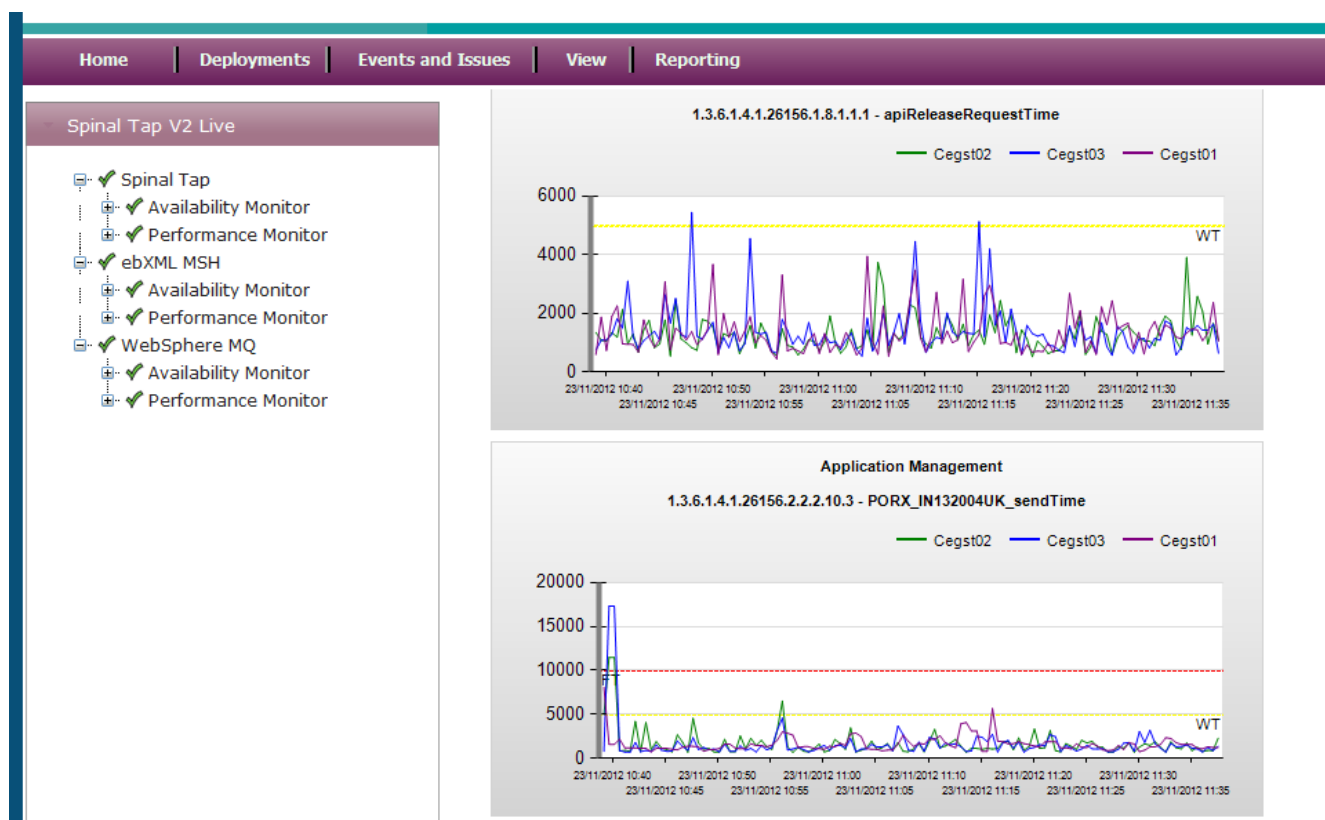 Home Deployments Events and Issues View Reporting
Spinal Tap V2 Live
Spinal Tap
Availability Monitor
Performance Monitor
ebXML MSH
Availability Monitor
Performance Monitor
WebSphere MQ
Availability Monitor
Performance Monitor
1.3.6.1.4.1.26156.1.8.1.1.1 - apiReleaseRequestTime
Cegst02 Cegst03 Cegst01
6000
WT
4000
2000
0
23/11/2012 10:40 23/11/2012 10:50 23/11/2012 11:00 23/11/2012 11:10 23/11/2012 11:20 23/11/2012 11:30
23/11/2012 10:45 23/11/2012 10:55 23/11/2012 11:05 23/11/2012 11:15 23/11/2012 11:25 23/11/2012 11:35
Application Management
1.3.6.1.4.1.26156.2.2.2.10.3 - PORX_IN132004UK_sendTime
Cegst02 Cegst03 Cegst01
20000
15000
10000
5000
WT
0
23/11/2012 10:40 23/11/2012 10:50 23/11/2012 11:00 23/11/2012 11:10 23/11/2012 11:20 23/11/2012 11:30
23/11/2012 10:45 23/11/2012 10:55 23/11/2012 11:05 23/11/2012 11:15 23/11/2012 11:25 23/11/2012 11:35